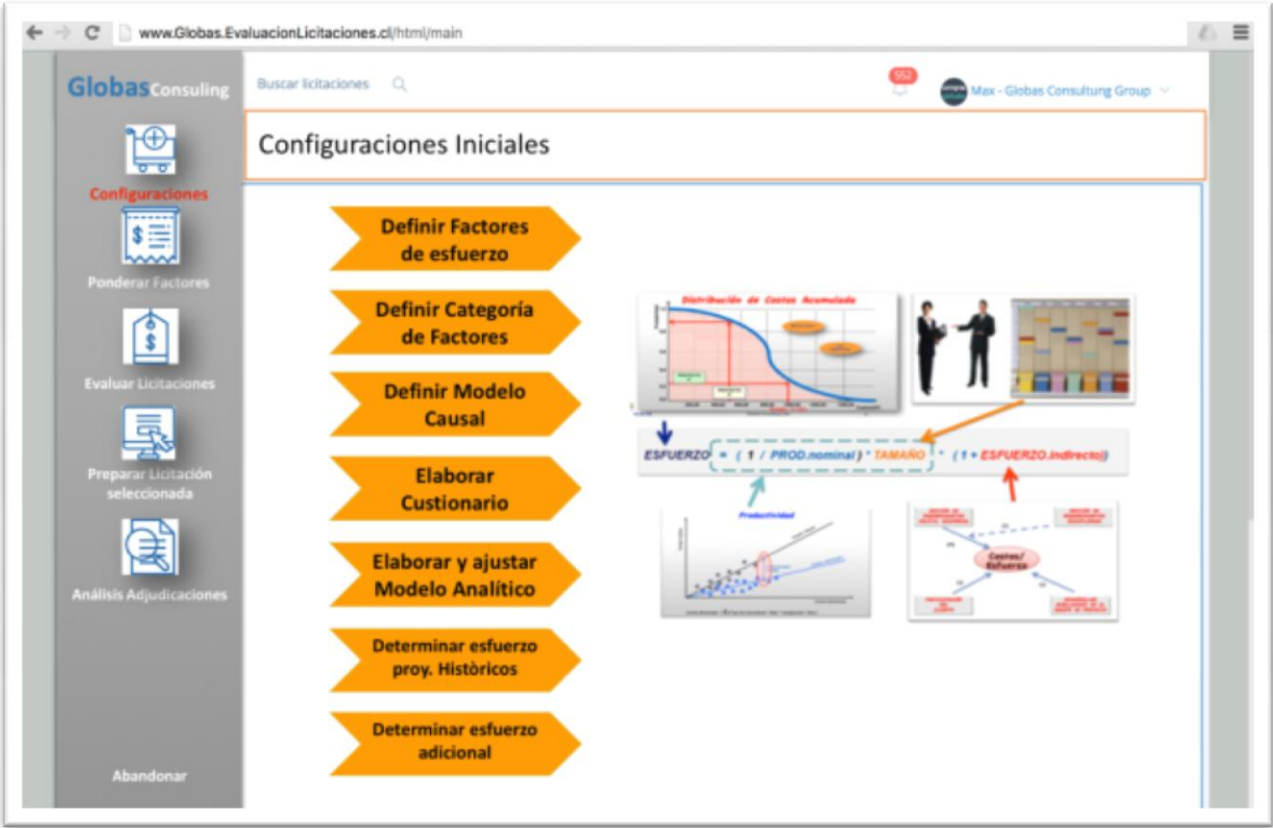 www.Globas.EvaluacionLicitaciones.cl/html/main
GlobasConsuling
Buscar licitaciones
552
Max - Globas Consultung Group
Configuraciones Iniciales
Configuraciones
Ponderar Factores
Evaluar Licitaciones
Preparar Licitación
seleccionada
Análisis Adjudicaciones
Abandonar
Definir Factores
de esfuerzo
Definir Categoría
de Factores
Definir Modelo
Causal
Elaborar
Custionario
Elaborar y ajustar
Modelo Analítico
Determinar esfuerzo
proy. Històricos
Determinar esfuerzo
adicional
Distribución de Costos Acumulada
ESFUERZO = ( 1 / PROD.nominal ) * TAMAÑO * ( 1 + ESFUERZO.indirecto))
Productividad
Costos/
Esfuerzo